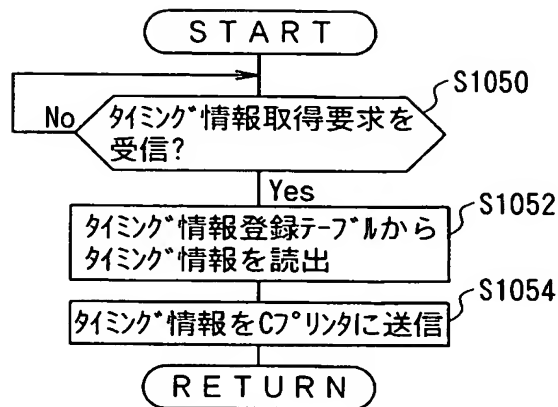 START
S1050
No
ﾀｲﾐﾝｸﾞ情報取得要求を
受信?
Yes
S1052
ﾀｲﾐﾝｸﾞ情報登録ﾃｰﾌﾞﾙから
ﾀｲﾐﾝｸﾞ情報を読出
S1054
ﾀｲﾐﾝｸﾞ情報をCﾌﾟﾘﾝﾀに送信
RETURN